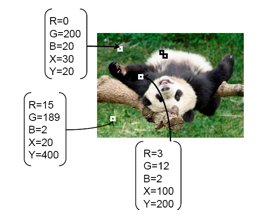 R=0
G=200
B=20
X=30
Y=20
R=15
G=189
B=2
X=20
Y=400
R=3
G=12
B=2
X=100
Y=200